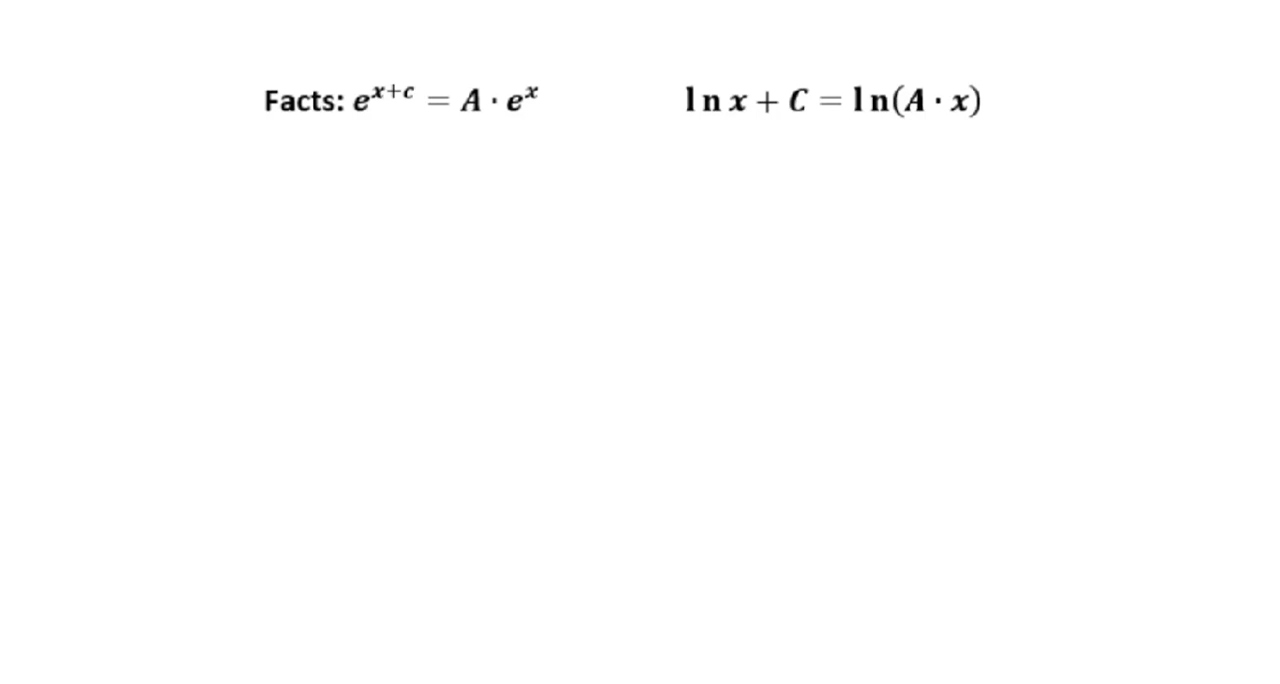 Facts: e^{x+c} = A · e^x    ln x + C = ln(A · x)